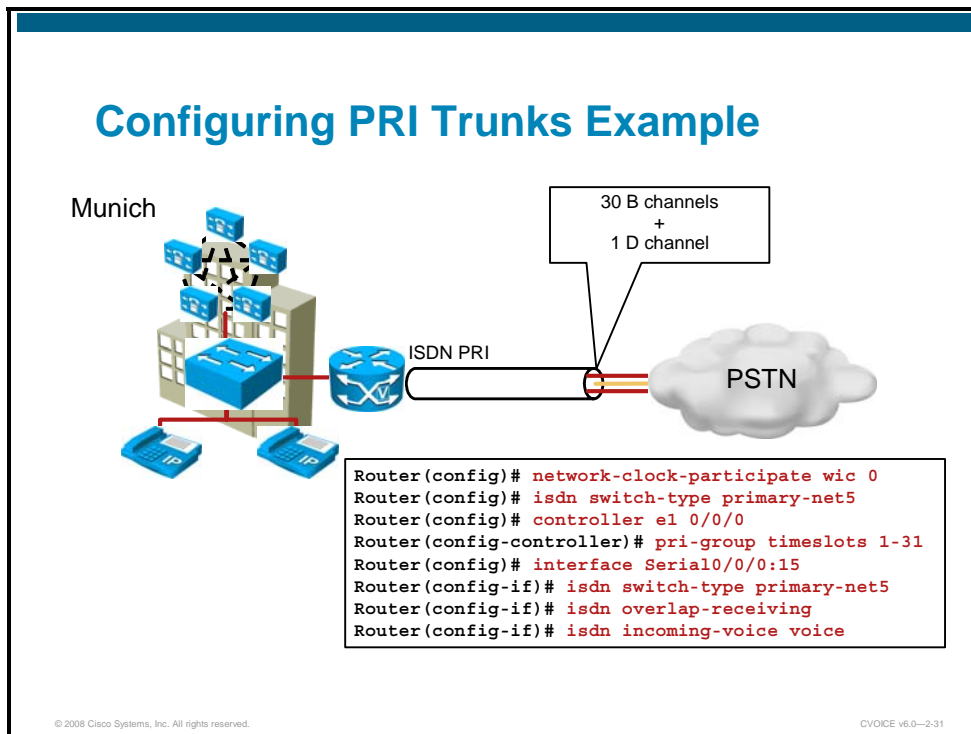 Configuring PRI Trunks Example
Munich
30 B channels
+
1 D channel
ISDN PRI
V
PSTN
IP
IP
Router(config)# network-clock-participate wic 0
Router(config)# isdn switch-type primary-net5
Router(config)# controller e1 0/0/0
Router(config-controller)# pri-group timeslots 1-31
Router(config)# interface Serial0/0/0:15
Router(config-if)# isdn switch-type primary-net5
Router(config-if)# isdn overlap-receiving
Router(config-if)# isdn incoming-voice voice
© 2008 Cisco Systems, Inc. All rights reserved.
CVOICE v6.0—2-31